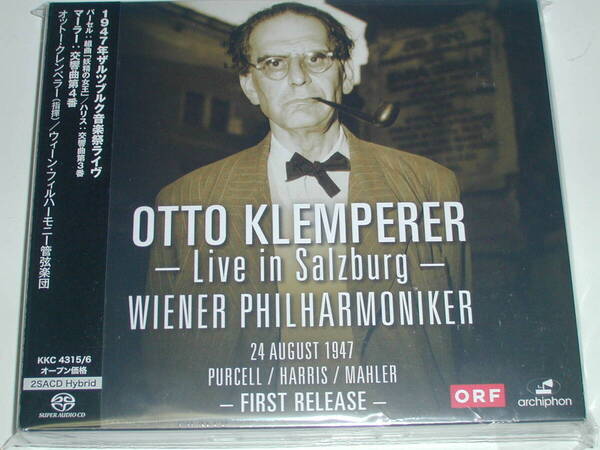 1947年ザルツブルク音楽祭ライヴ
パーセル:組曲「妖精の女王」/ハリス:交響曲第3番
マーラー:交響曲第4番
オットー・クレンペラー(指揮)/ウィーン・フィルハーモニー管弦楽団
KKC 4315/6
オープン価格
2SACD Hybrid
SUPER AUDIO CD
OTTO KLEMPERER
– Live in Salzburg –
WIENER PHILHARMONIKER
24 AUGUST 1947
PURCELL / HARRIS / MAHLER
– FIRST RELEASE –
ORF
archiphon